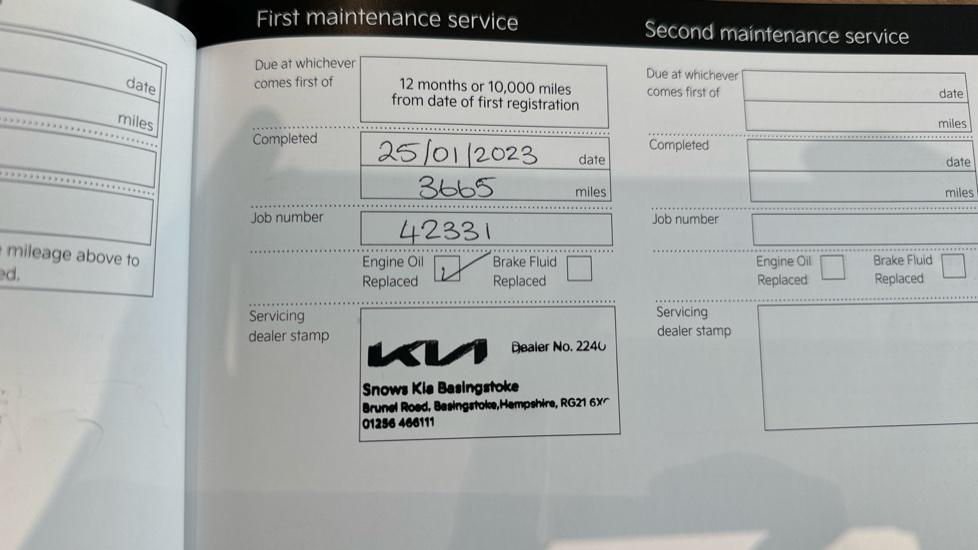 date
miles
mileage above to
ed.
First maintenance service
Due at whichever
comes first of
12 months or 10,000 miles
from date of first registration
Completed
25/01/2023 date
3665 miles
Job number
42331
Engine Oil
Replaced
Brake Fluid
Replaced
Servicing
dealer stamp
KIA
Dealer No. 224
Snows Kia Basingstoke
Brunel Road, Basingstoke, Hampshire, RG21 6X
01256 466111
Second maintenance service
Due at whichever
comes first of
date
miles
Completed
date
miles
Job number
Engine Oil
Replaced
Brake Fluid
Replaced
Servicing
dealer stamp